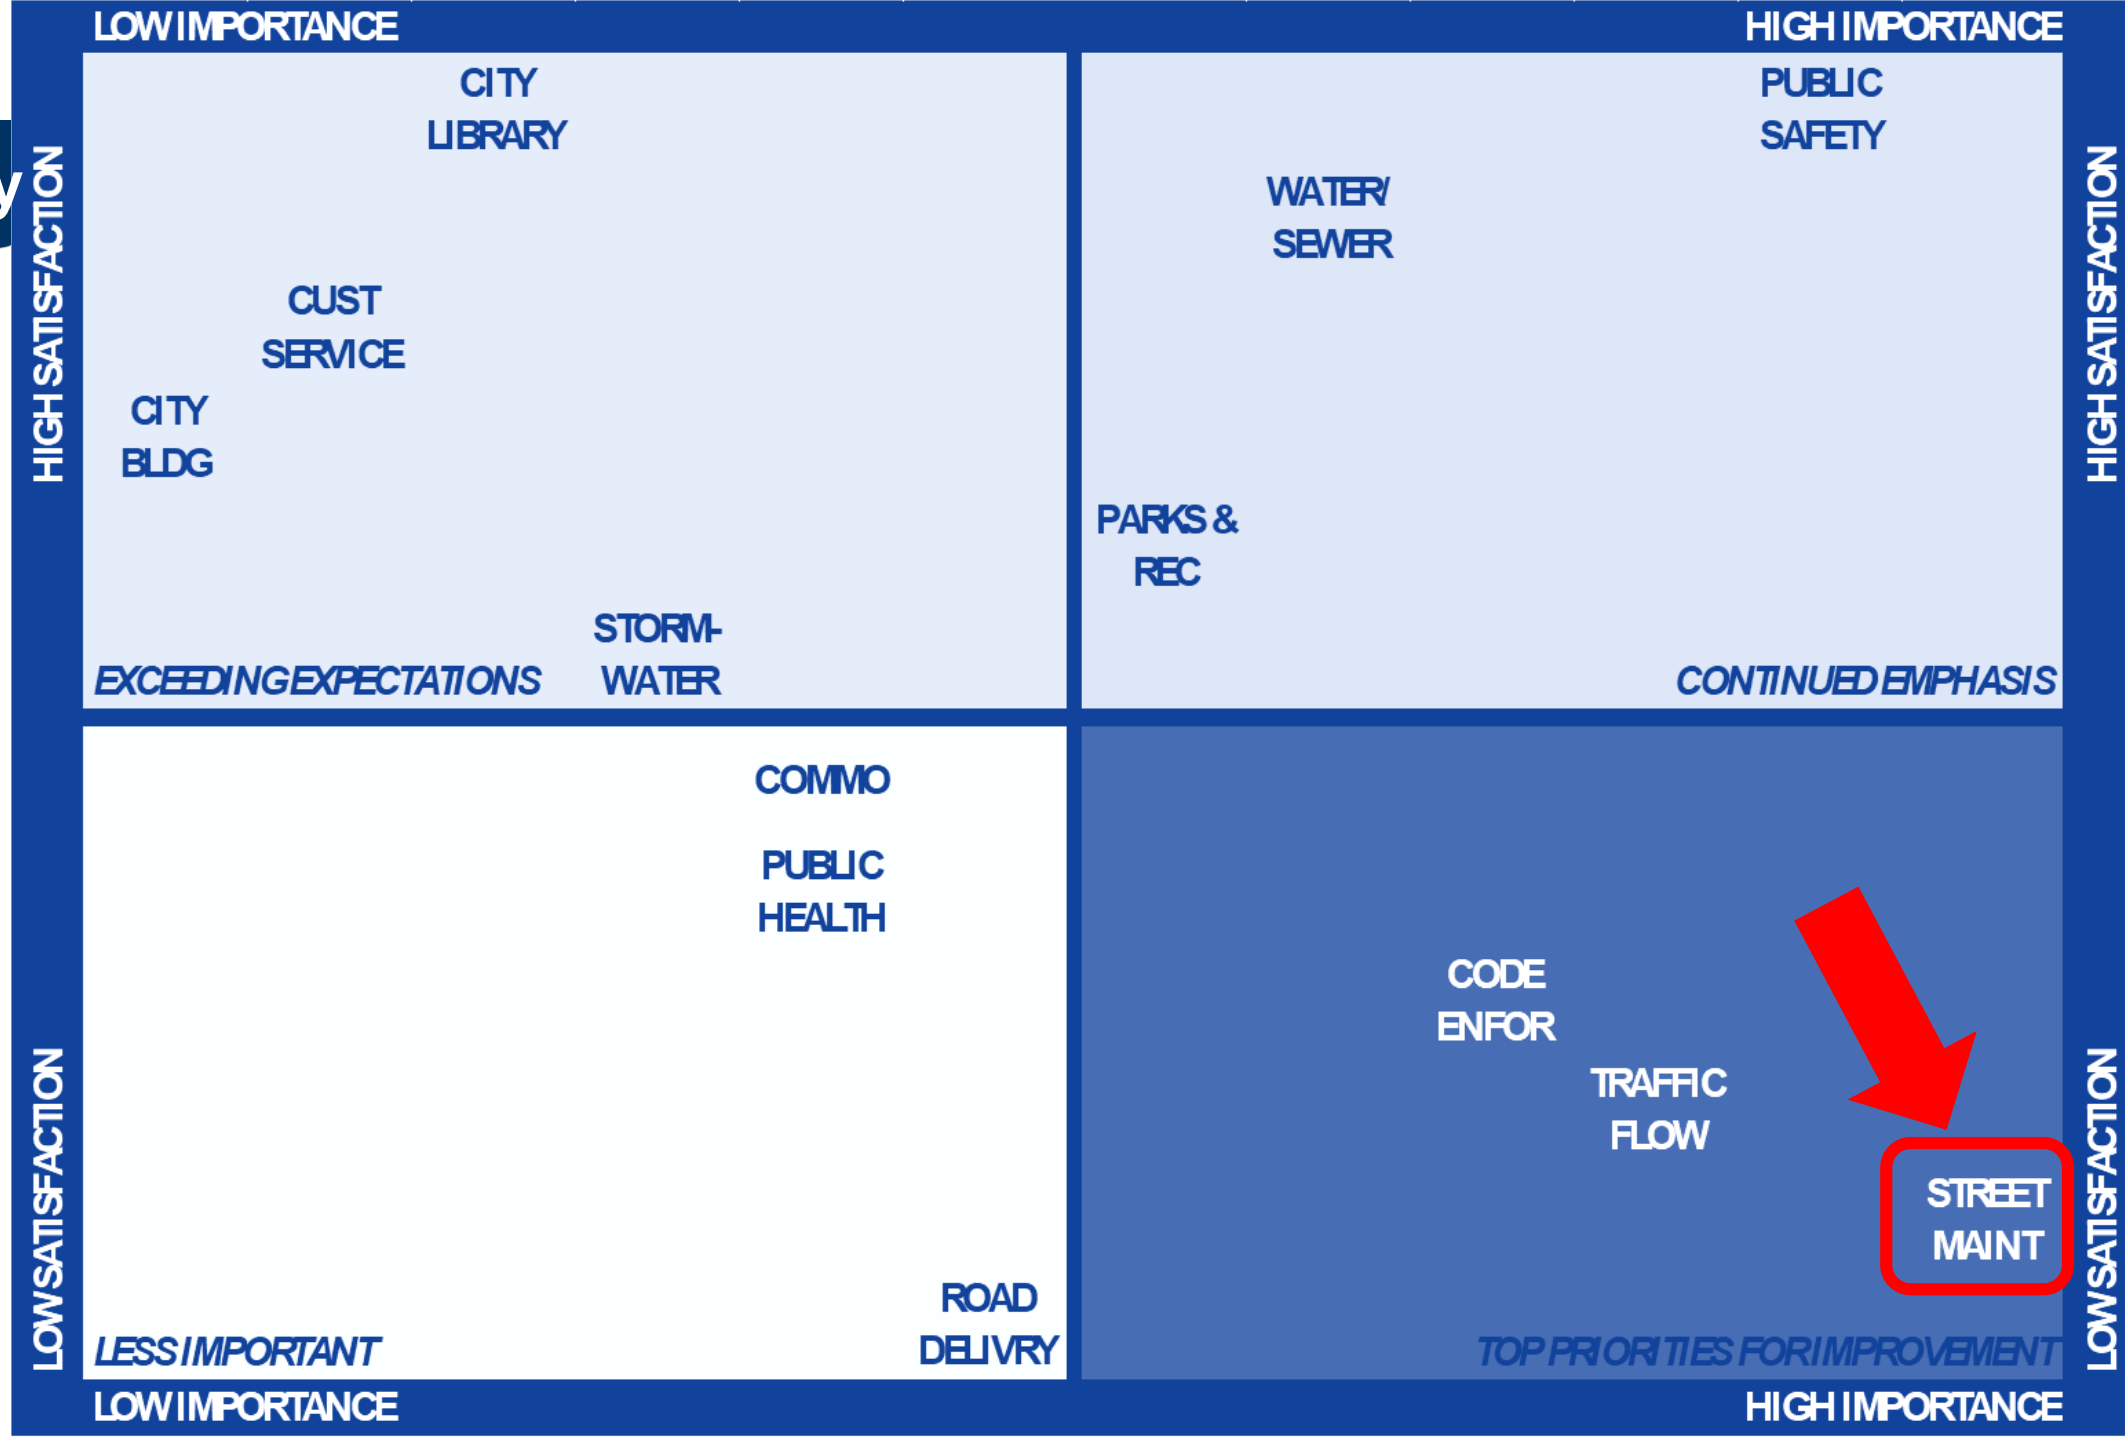 LOW IMPORTANCE
HIGH IMPORTANCE
y
HIGH SATISFACTION
CITY
LIBRARY
CUST
SERVICE
CITY
BLDG
STORM-
WATER
EXCEEDING EXPECTATIONS
PUBLIC
SAFETY
WATER/
SEWER
PARKS &
REC
CONTINUED EMPHASIS
HIGH SATISFACTION
LOW SATISFACTION
COMMO
PUBLIC
HEALTH
ROAD
DELIVRY
LESS IMPORTANT
CODE
ENFOR
TRAFFIC
FLOW
STREET
MAINT
TOP PRIORITIES FOR IMPROVEMENT
LOW SATISFACTION
LOW IMPORTANCE
HIGH IMPORTANCE